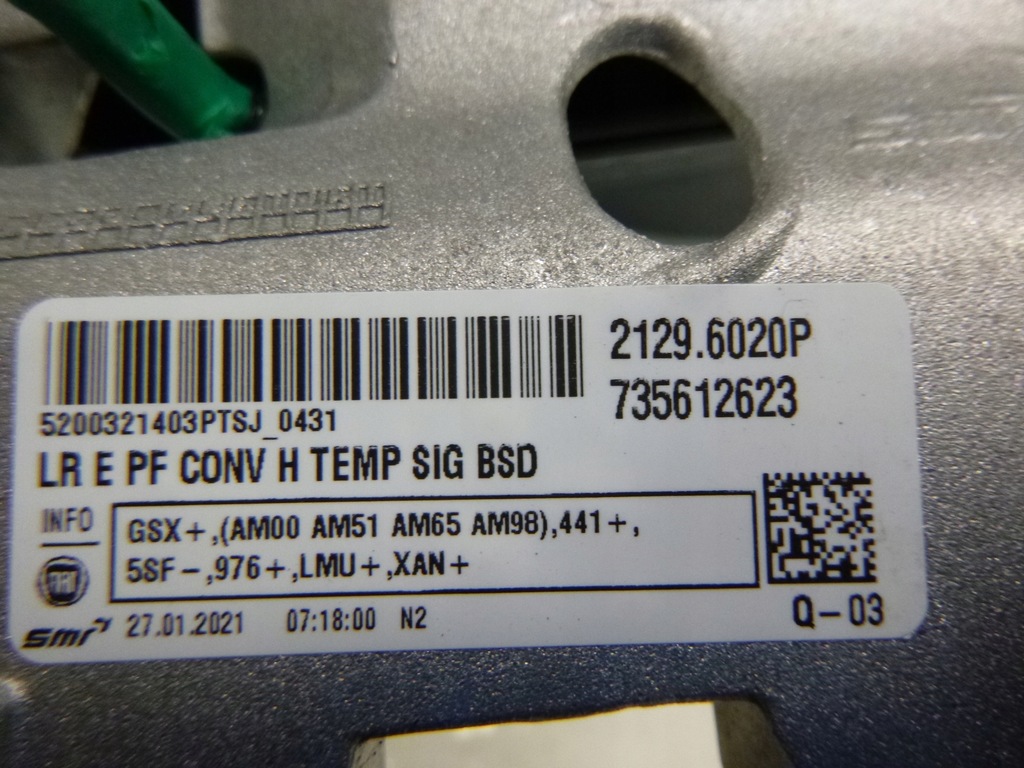 2129.6020P
735612623
5200321403PTSJ_0431
LR E PF CONV H TEMP SIG BSD
INFO
GSX+,(AM00 AM51 AM65 AM98),441+,
5SF-,976+,LMU+,XAN+
FIAT
smr 27.01.2021 07:18:00 N2
Q-03